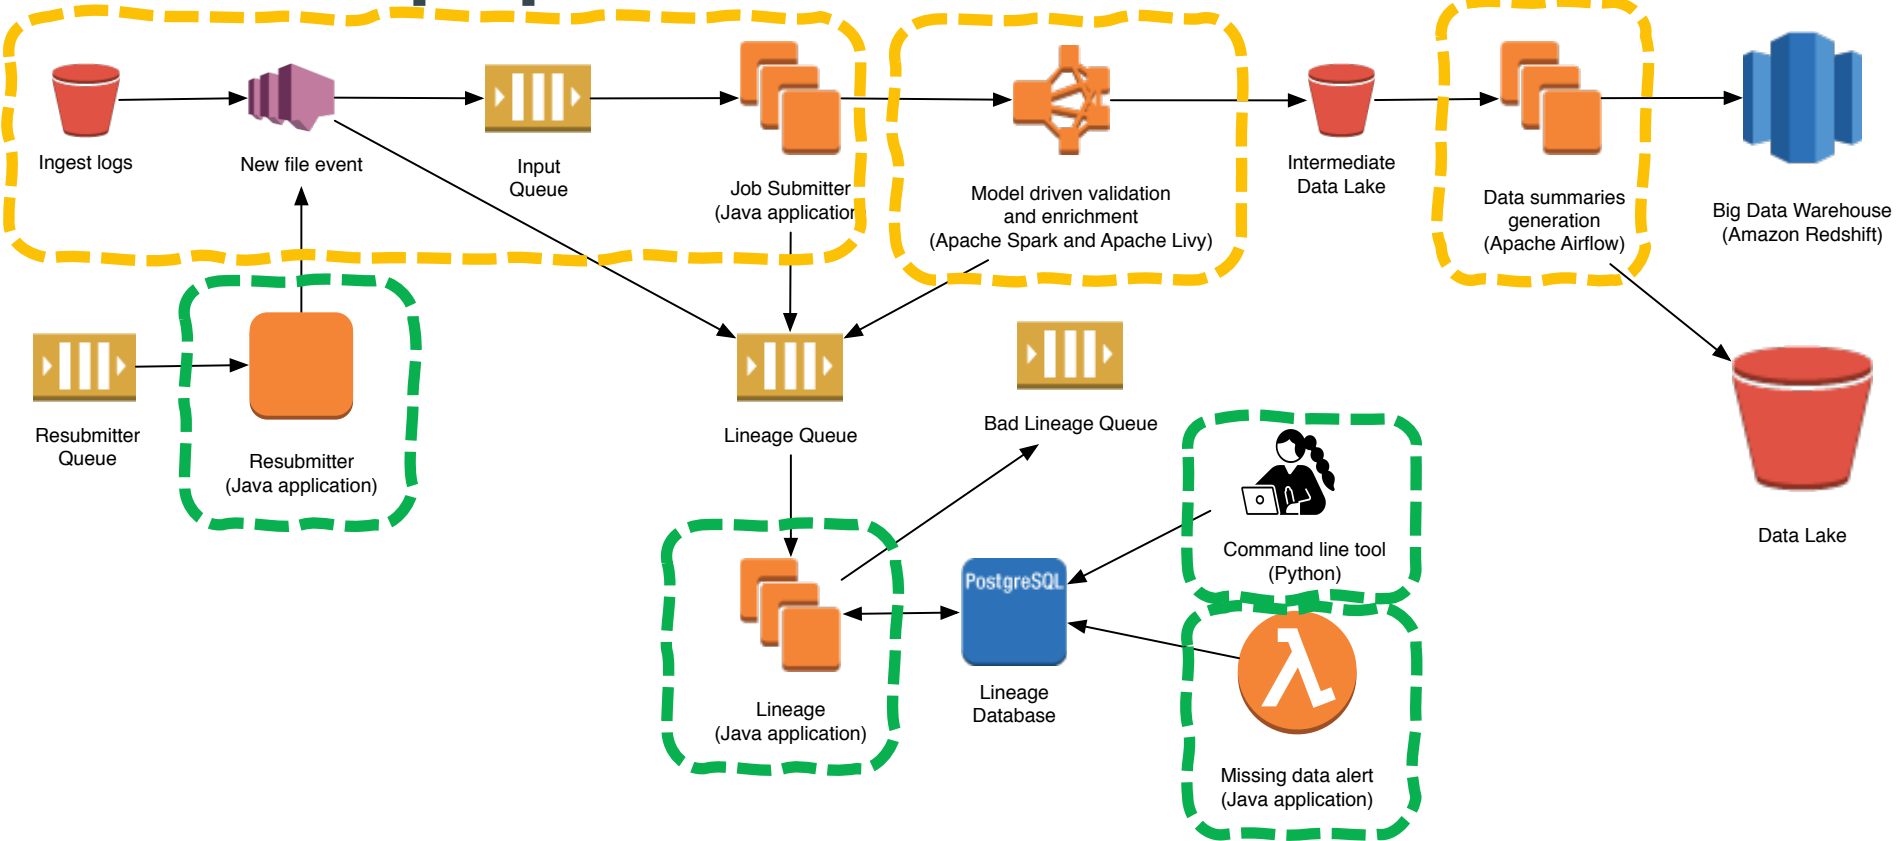 Ingest logs
New file event
Input
Queue
Job Submitter
(Java application
Model driven validation
and enrichment
(Apache Spark and Apache Livy)
Intermediate
Data Lake
Data summaries
generation
(Apache Airflow)
Big Data Warehouse
(Amazon Redshift)
Resubmitter
Queue
Resubmitter
(Java application)
Lineage Queue
Bad Lineage Queue
Command line tool
(Python)
Data Lake
PostgreSQL
Lineage
(Java application)
Lineage
Database
Missing data alert
(Java application)